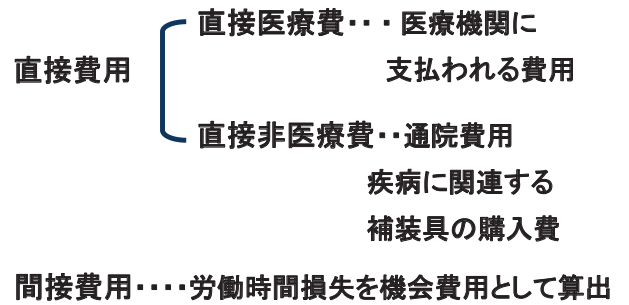 直接医療費・・・ 医療機関に
直接費用
支払われる費用
直接非医療費・・通院費用
疾病に関連する
補装具の購入費
間接費用・・・・労働時間損失を機会費用として算出